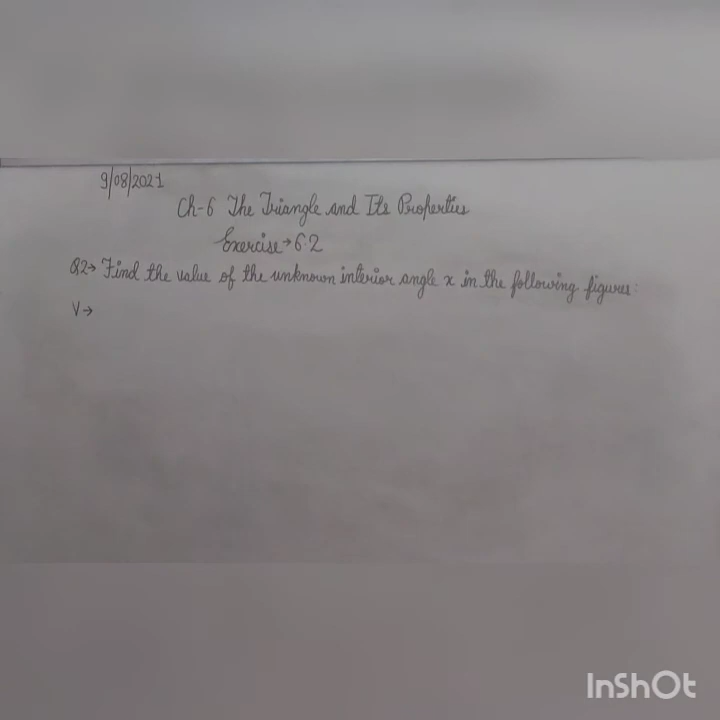 9/08/2021
Ch-6 The Triangle and Its Properties
Exercise→6.2
Q2→ Find the value of the unknown interior angle x in the following figures:
V→
InShOt